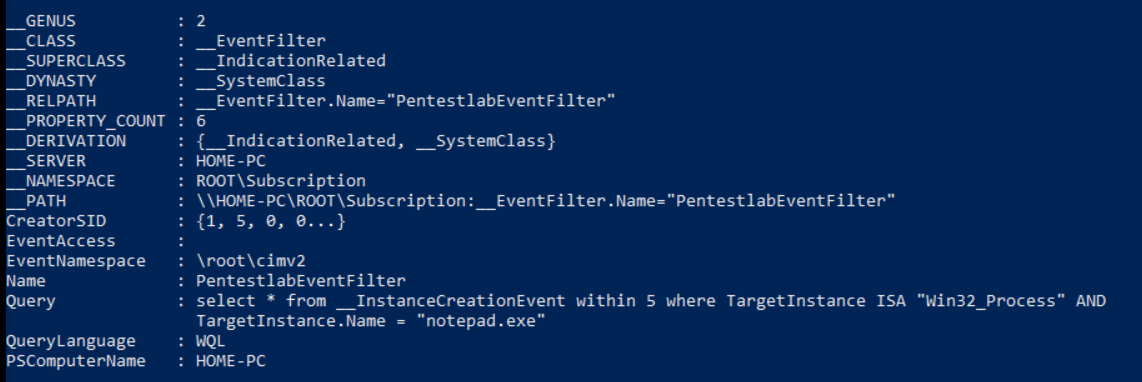 __GENUS : 2
__CLASS : __EventFilter
__SUPERCLASS : __IndicationRelated
__DYNASTY : __SystemClass
__RELPATH : __EventFilter.Name="PentestlabEventFilter"
__PROPERTY_COUNT : 6
__DERIVATION : {__IndicationRelated, __SystemClass}
__SERVER : HOME-PC
__NAMESPACE : ROOT\Subscription
__PATH : \\HOME-PC\ROOT\Subscription:__EventFilter.Name="PentestlabEventFilter"
CreatorSID : {1, 5, 0, 0...}
EventAccess :
EventNamespace : \root\cimv2
Name : PentestlabEventFilter
Query : select * from __InstanceCreationEvent within 5 where TargetInstance ISA "Win32_Process" AND
TargetInstance.Name = "notepad.exe"
QueryLanguage : WQL
PSComputerName : HOME-PC